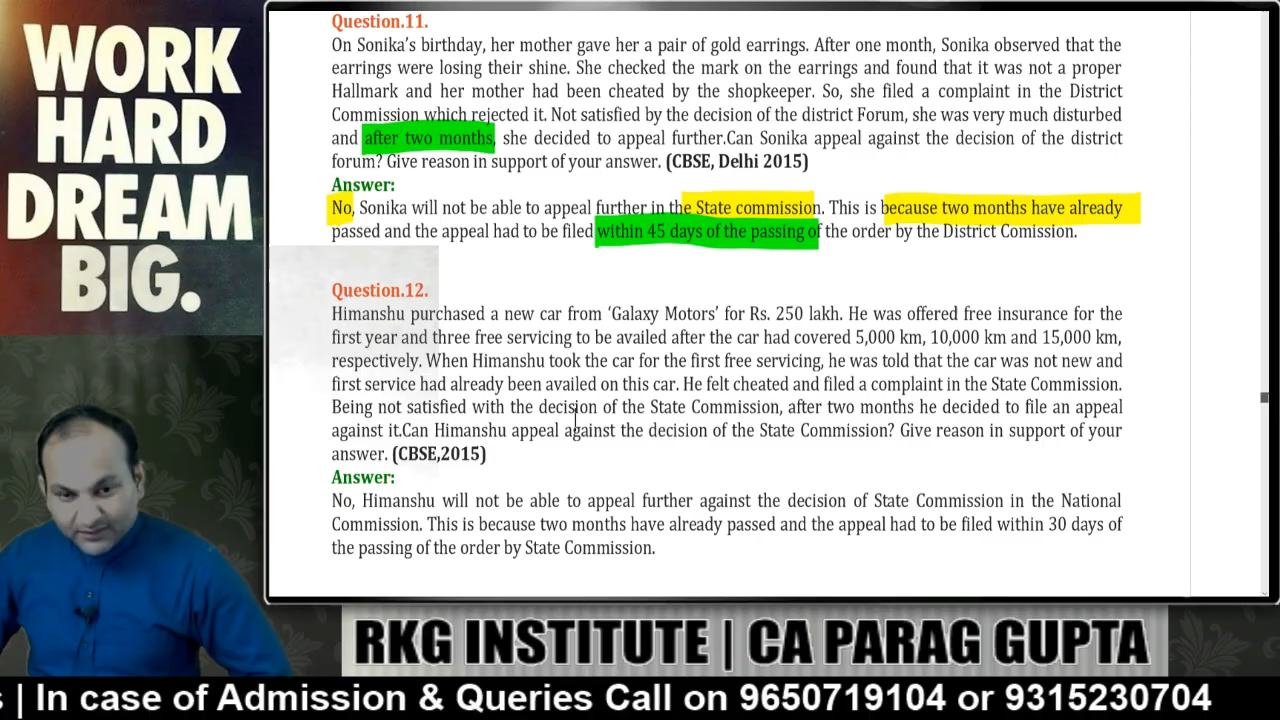 WORK
HARD
DREAM
BIG.
Question.11.
On Sonika's birthday, her mother gave her a pair of gold earrings. After one month, Sonika observed that the
earrings were losing their shine. She checked the mark on the earrings and found that it was not a proper
Hallmark and her mother had been cheated by the shopkeeper. So, she filed a complaint in the District
Commission which rejected it. Not satisfied by the decision of the district Forum, she was very much disturbed
and after two months, she decided to appeal further.Can Sonika appeal against the decision of the district
forum? Give reason in support of your answer. (CBSE, Delhi 2015)
Answer:
No, Sonika will not be able to appeal further in the State commission. This is because two months have already
passed and the appeal had to be filed within 45 days of the passing of the order by the District Comission.
Question.12.
Himanshu purchased a new car from ‘Galaxy Motors’ for Rs. 250 lakh. He was offered free insurance for the
first year and three free servicing to be availed after the car had covered 5,000 km, 10,000 km and 15,000 km,
respectively. When Himanshu took the car for the first free servicing, he was told that the car was not new and
first service had already been availed on this car. He felt cheated and filed a complaint in the State Commission.
Being not satisfied with the decision of the State Commission, after two months he decided to file an appeal
against it.Can Himanshu appeal against the decision of the State Commission? Give reason in support of your
answer. (CBSE,2015)
Answer:
No, Himanshu will not be able to appeal further against the decision of State Commission in the National
Commission. This is because two months have already passed and the appeal had to be filed within 30 days of
the passing of the order by State Commission.
RKG INSTITUTE | CA PARAG GUPTA
s | In case of Admission & Queries Call on 9650719104 or 9315230704